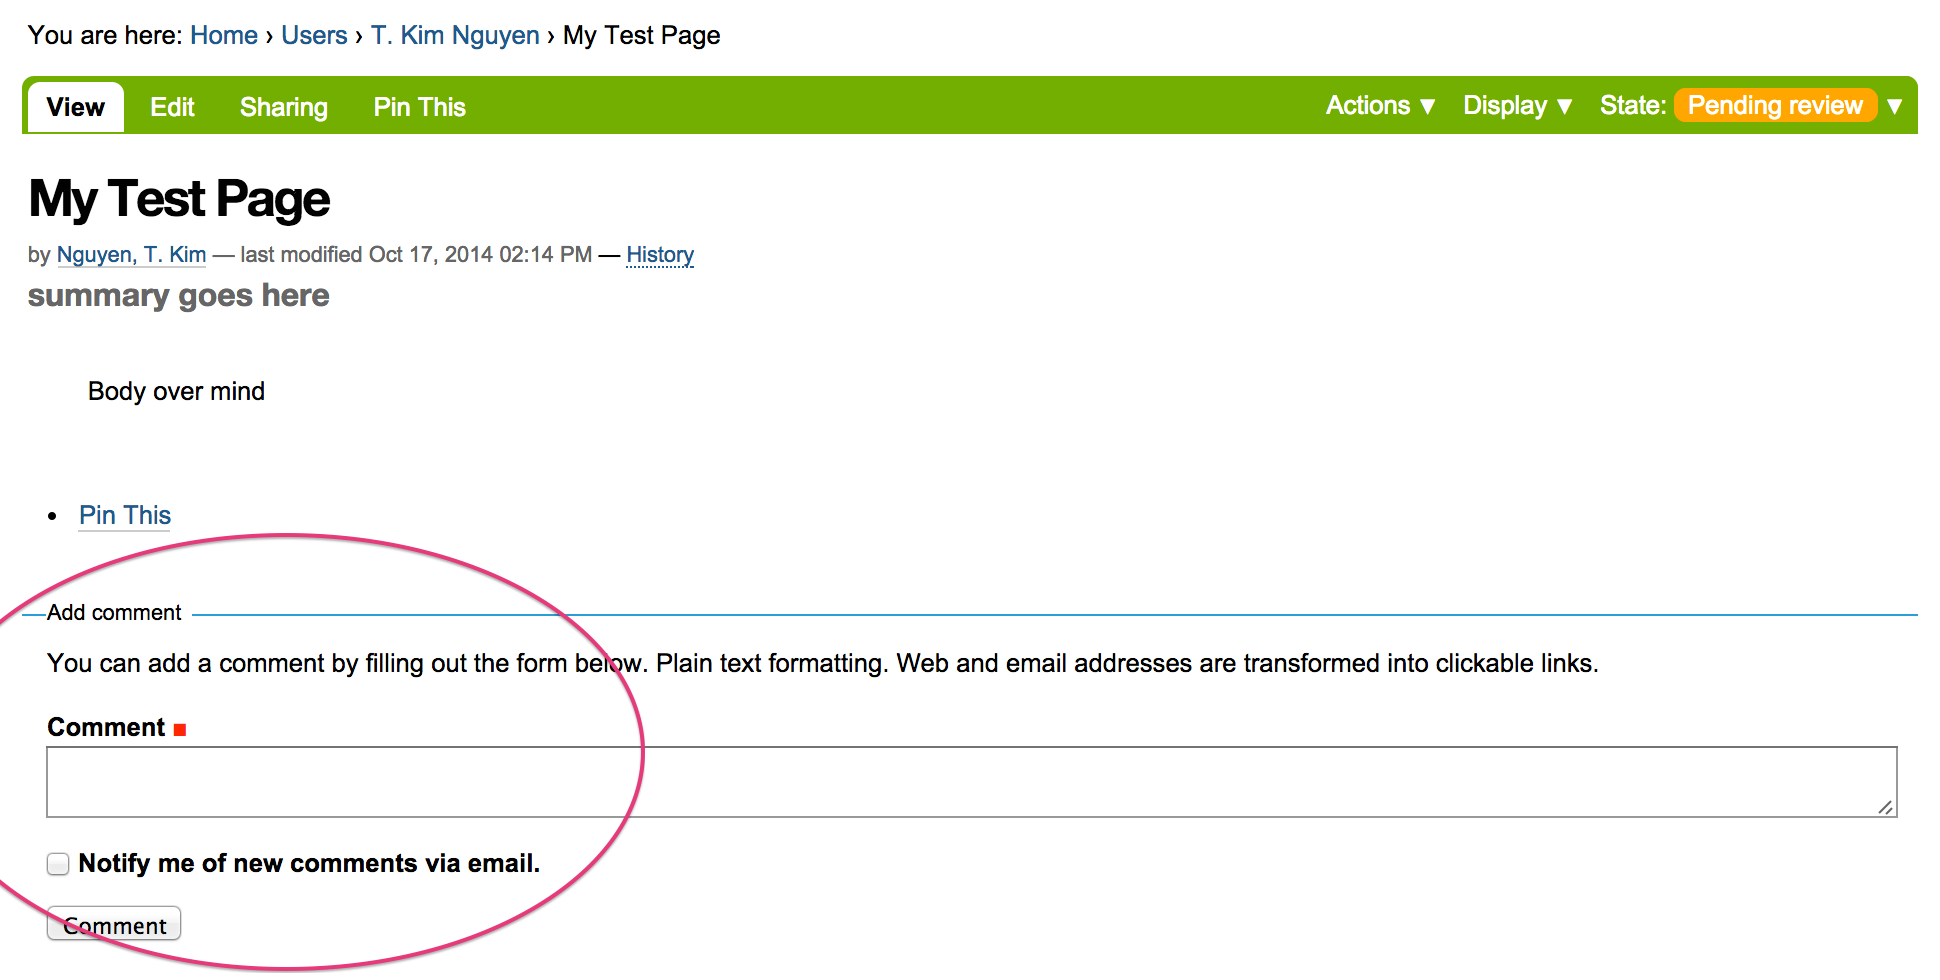 You are here: Home › Users › T. Kim Nguyen › My Test Page
View Edit Sharing Pin This Actions ▼ Display ▼ State: Pending review ▼
My Test Page
by Nguyen, T. Kim — last modified Oct 17, 2014 02:14 PM — History
summary goes here
Body over mind
• Pin This
Add comment
You can add a comment by filling out the form below. Plain text formatting. Web and email addresses are transformed into clickable links.
Comment
Notify me of new comments via email.
Comment